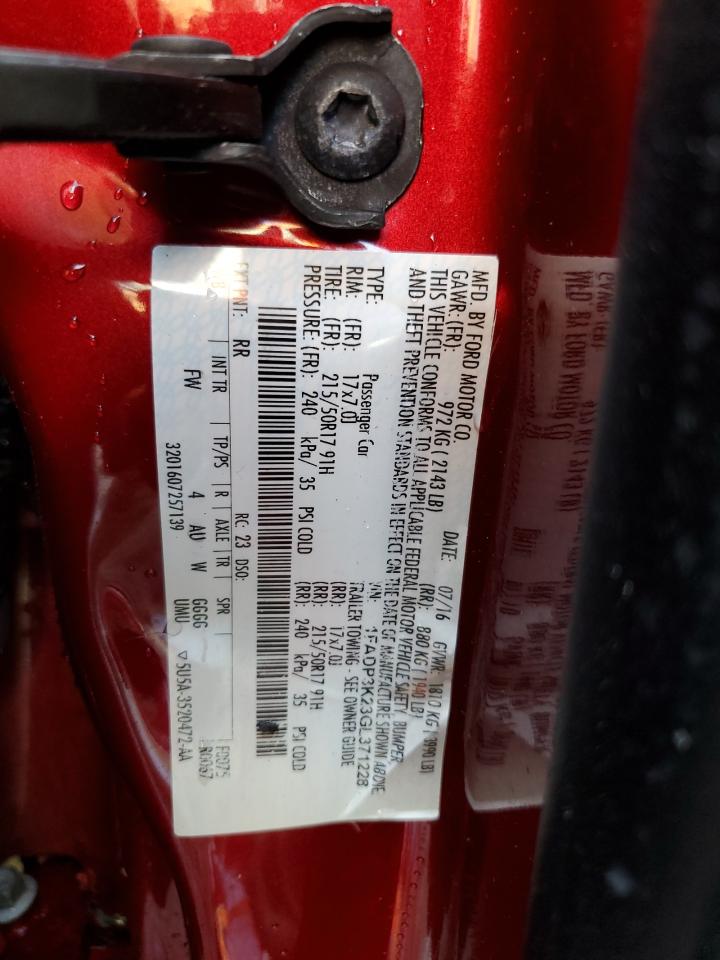 MFD. BY FORD MOTOR CO.
DATE: 07/16 GVWR: 1810 KG ( 3990 LB)
GAWR: (FR): 972 KG ( 2143 LB) (RR): 880 KG ( 1940 LB)
THIS VEHICLE CONFORMS TO ALL APPLICABLE FEDERAL MOTOR VEHICLE SAFETY, BUMPER
AND THEFT PREVENTION STANDARDS IN EFFECT ON THE DATE OF MANUFACTURE SHOWN ABOVE
VIN: 1FADP3K23GL371228
TYPE: Passenger Car TRAILER TOWING - SEE OWNER GUIDE
RIM: (FR): 17x7.0J (RR): 17x7.0J
TIRE: (FR): 215/50R17 91H (RR): 215/50R17 91H
PRESSURE: (FR): 240 kPa/ 35 PSI COLD (RR): 240 kPa/ 35 PSI COLD
EXT PNT: RR RC: 23 DSO:
INT TR TP/PS R AXLE TR SPR
FW 4 AU W GGGG
UMU
3201607257139 ▽5U5A-3520472-AA